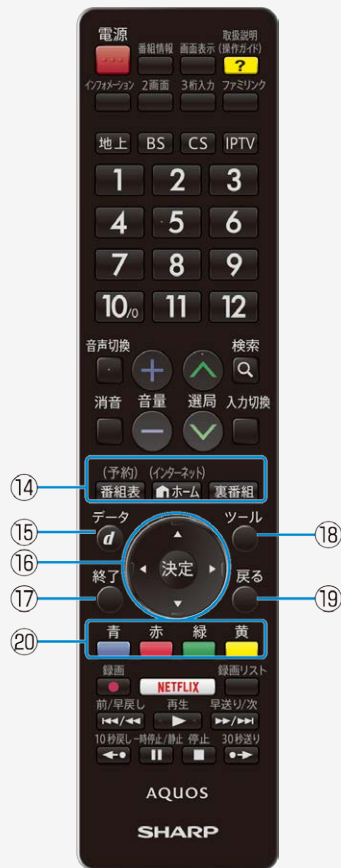 電源
番組情報 画面表示 取扱説明(操作ガイド)
?
インフォメーション 2画面 3桁入力 ファミリンク
地上 BS CS IPTV
1 2 3
4 5 6
7 8 9
10/0 11 12
音声切換 + 検索
消音 音量 選局 入力切換
−
(予約) (インターネット)
⑭ 番組表 ホーム 裏番組
⑮ データ ツール ⑱
d
⑯ 決定
⑰ 終了 戻る ⑲
⑳ 青 赤 緑 黄
録画 NETFLIX 録画リスト
前/早戻し 再生 早送り/次
10秒戻し 一時停止/静止 停止 30秒送り
AQUOS
SHARP